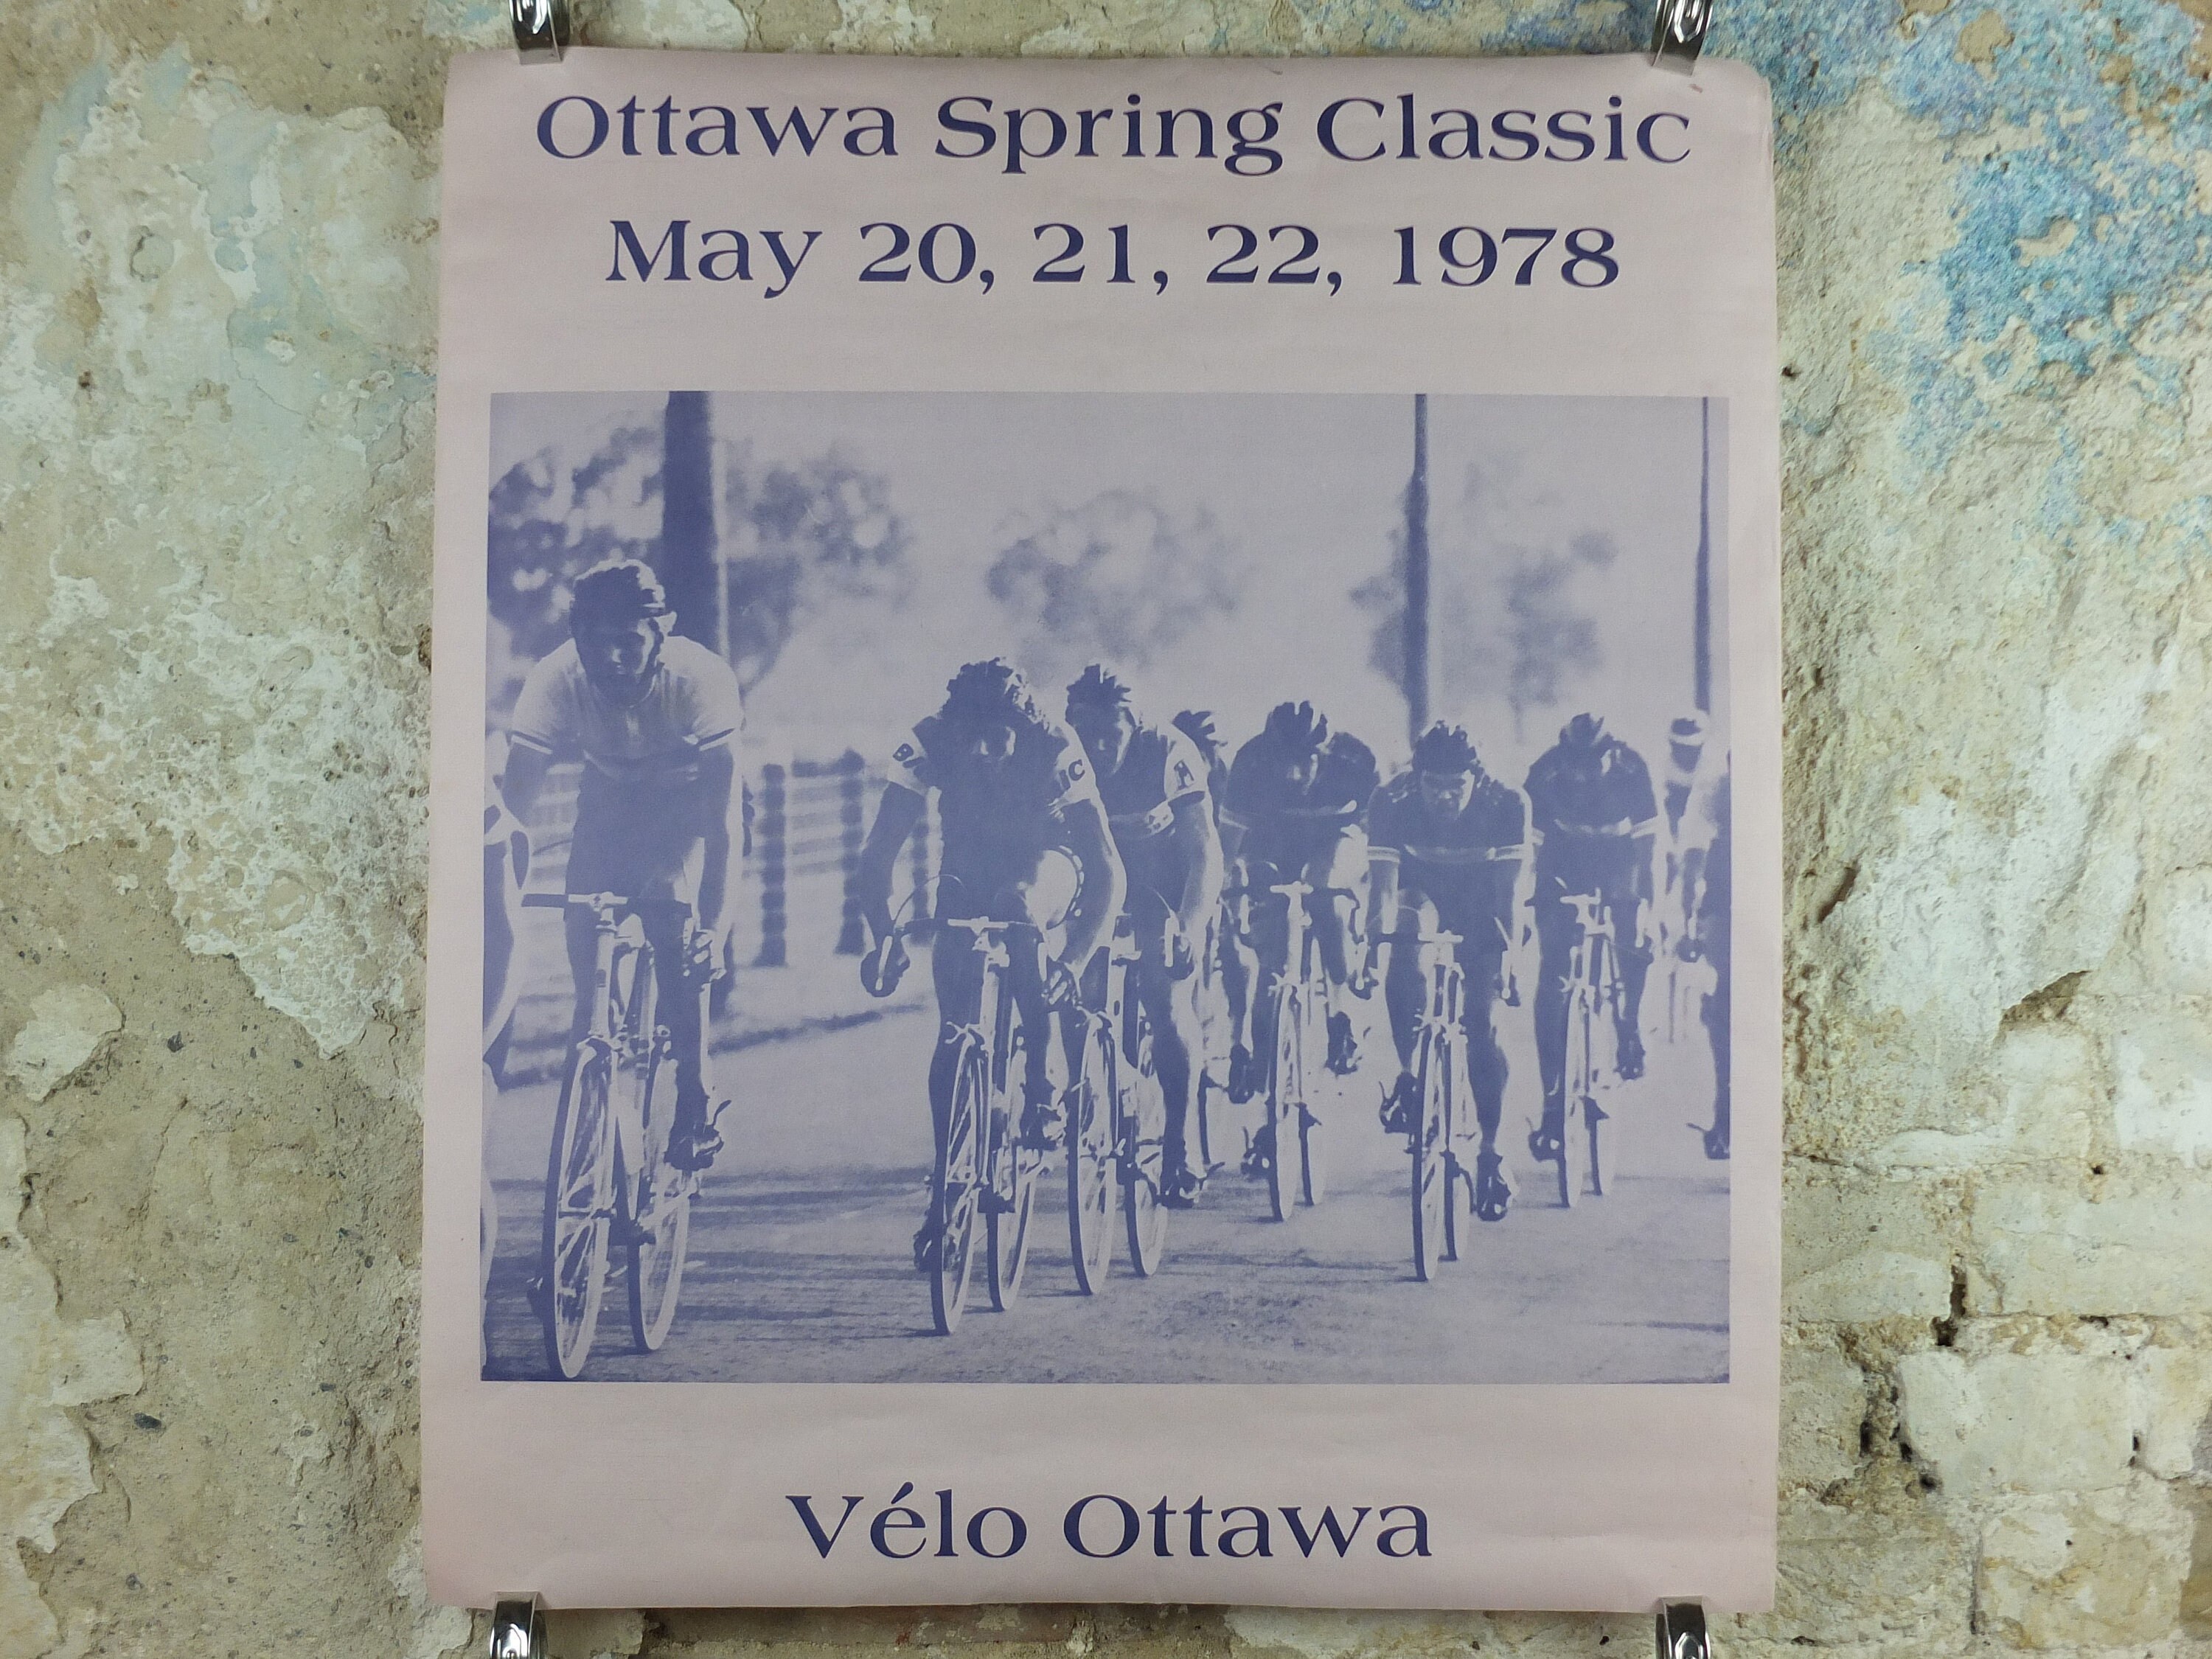 Ottawa Spring Classic
May 20, 21, 22, 1978
Vélo Ottawa